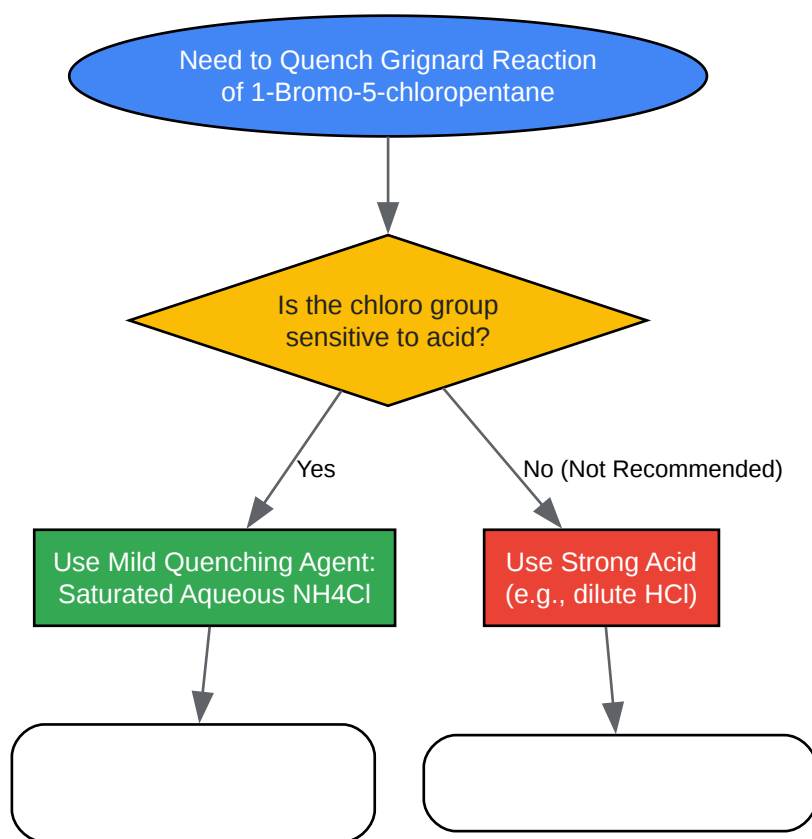 Need to Quench Grignard Reaction
of 1-Bromo-5-chloropentane
Is the chloro group
sensitive to acid?
Yes
No (Not Recommended)
Use Mild Quenching Agent:
Saturated Aqueous NH4Cl
Use Strong Acid
(e.g., dilute HCl)